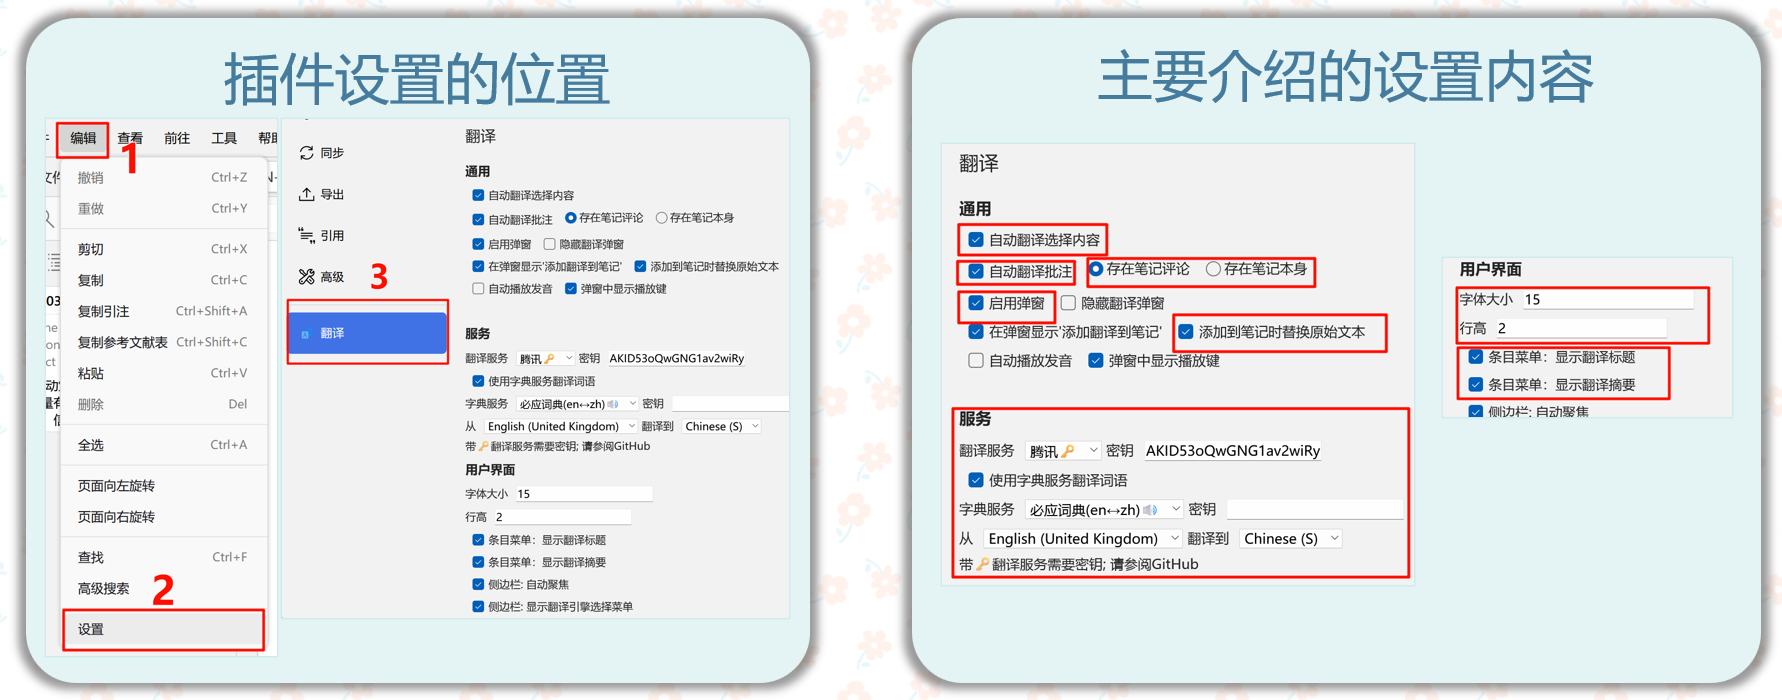 插件设置的位置
编辑 查看 前往 工具 帮助
1
撤销 Ctrl+Z
重做 Ctrl+Y
剪切 Ctrl+X
复制 Ctrl+C
复制引注 Ctrl+Shift+A
复制参考文献表 Ctrl+Shift+C
粘贴 Ctrl+V
删除 Del
全选 Ctrl+A
页面向左旋转
页面向右旋转
查找 Ctrl+F
高级搜索
2
设置
同步
导出
引用
高级
3
翻译
翻译
通用
自动翻译选择内容
自动翻译批注 存在笔记评论 存在笔记本身
启用弹窗 隐藏翻译弹窗
在弹窗显示'添加翻译到笔记' 添加到笔记时替换原始文本
自动播放发音 弹窗中显示播放键
服务
翻译服务 腾讯🔑 密钥 AKID53oQwGNG1av2wiRy
使用字典服务翻译词语
字典服务 必应词典(en↔zh)🔊 密钥
从 English (United Kingdom) 翻译到 Chinese (S)
带🔑翻译服务需要密钥; 请参阅GitHub
用户界面
字体大小 15
行高 2
条目菜单：显示翻译标题
条目菜单：显示翻译摘要
侧边栏: 自动聚焦
侧边栏: 显示翻译引擎选择菜单
主要介绍的设置内容
翻译
通用
自动翻译选择内容
自动翻译批注 存在笔记评论 存在笔记本身
启用弹窗 隐藏翻译弹窗
在弹窗显示'添加翻译到笔记' 添加到笔记时替换原始文本
自动播放发音 弹窗中显示播放键
服务
翻译服务 腾讯🔑 密钥 AKID53oQwGNG1av2wiRy
使用字典服务翻译词语
字典服务 必应词典(en↔zh)🔊 密钥
从 English (United Kingdom) 翻译到 Chinese (S)
带🔑翻译服务需要密钥; 请参阅GitHub
用户界面
字体大小 15
行高 2
条目菜单：显示翻译标题
条目菜单：显示翻译摘要
侧边栏: 自动聚焦